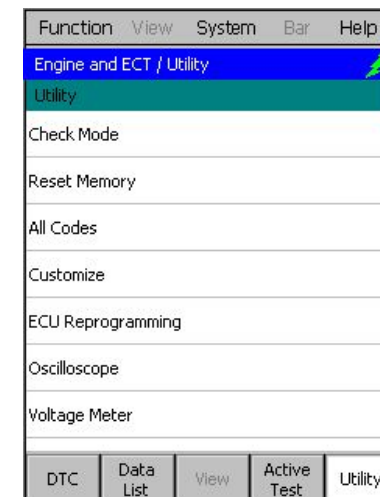 Function View System Bar Help
Engine and ECT / Utility
Utility
Check Mode
Reset Memory
All Codes
Customize
ECU Reprogramming
Oscilloscope
Voltage Meter
DTC Data List View Active Test Utility